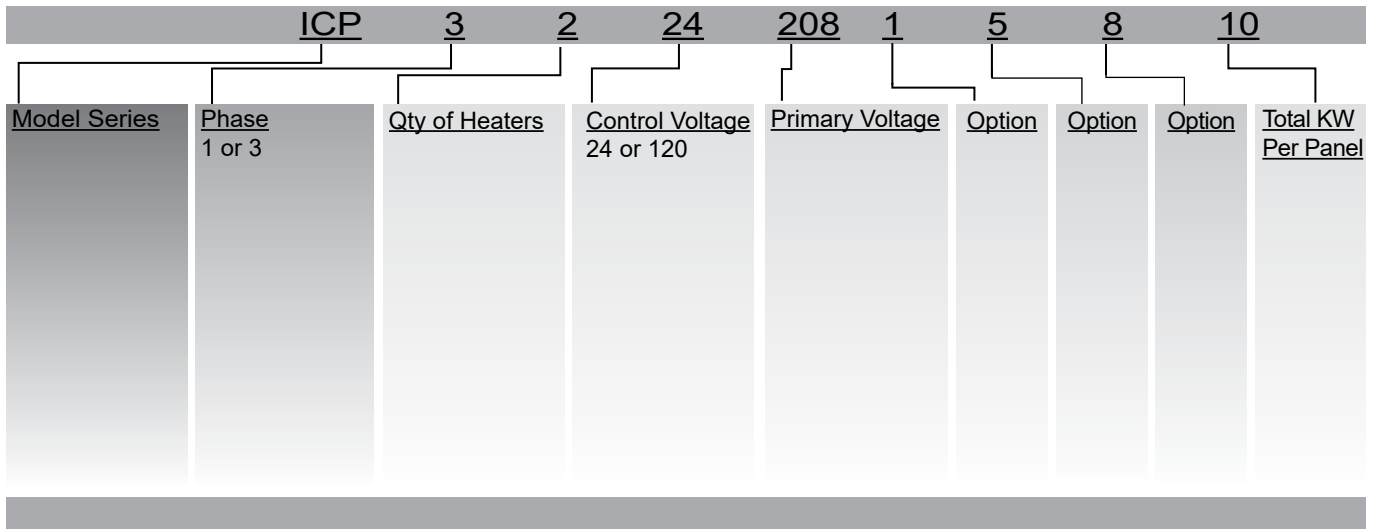 ICP 3 2 24 208 1 5 8 10
Model Series
Phase
1 or 3
Qty of Heaters
Control Voltage
24 or 120
Primary Voltage
Option
Option
Option
Total KW
Per Panel